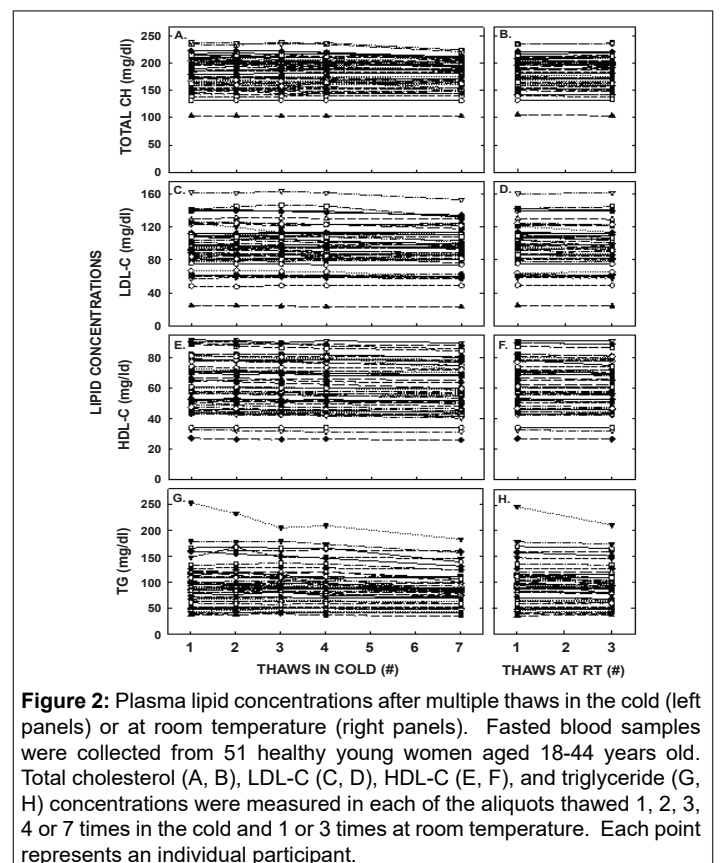 A.
B.
250
200
150
100
50
0
TOTAL CH (mg/dl)
C.
D.
160
120
80
40
0
LDL-C (mg/dl)
LIPID CONCENTRATIONS
E.
F.
80
60
40
20
0
HDL-C (mg/dl)
G.
H.
250
200
150
100
50
0
TG (mg/dl)
1 2 3 4 5 6 7
1 2 3
THAWS IN COLD (#)
THAWS AT RT (#)
Figure 2: Plasma lipid concentrations after multiple thaws in the cold (left
panels) or at room temperature (right panels). Fasted blood samples
were collected from 51 healthy young women aged 18-44 years old.
Total cholesterol (A, B), LDL-C (C, D), HDL-C (E, F), and triglyceride (G,
H) concentrations were measured in each of the aliquots thawed 1, 2, 3,
4 or 7 times in the cold and 1 or 3 times at room temperature. Each point
represents an individual participant.